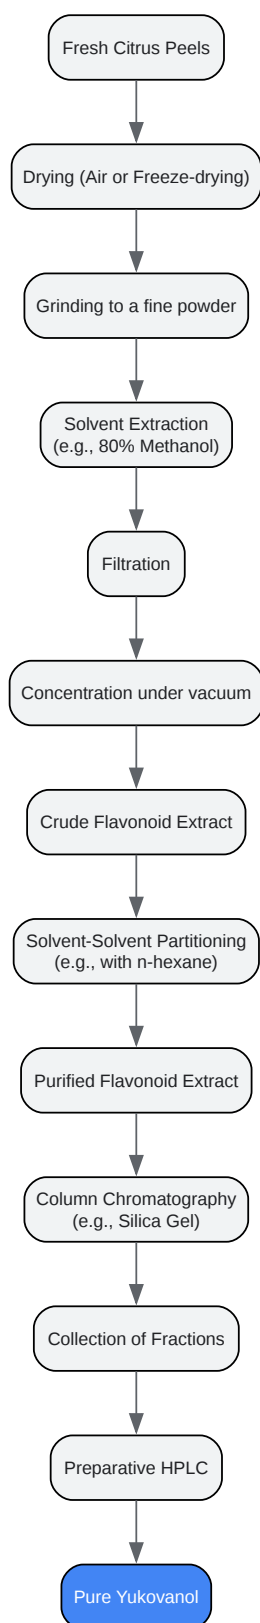 Fresh Citrus Peels
Drying (Air or Freeze-drying)
Grinding to a fine powder
Solvent Extraction
(e.g., 80% Methanol)
Filtration
Concentration under vacuum
Crude Flavonoid Extract
Solvent-Solvent Partitioning
(e.g., with n-hexane)
Purified Flavonoid Extract
Column Chromatography
(e.g., Silica Gel)
Collection of Fractions
Preparative HPLC
Pure Yukovanol